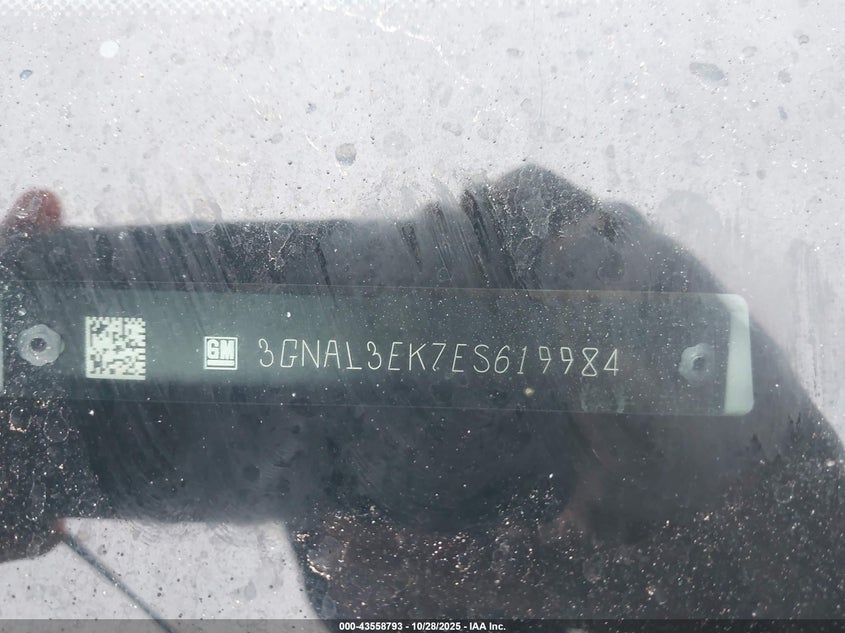 GM 3GNAL3EK7ES619984
000-43558793 - 10/28/2025 - IAA Inc.